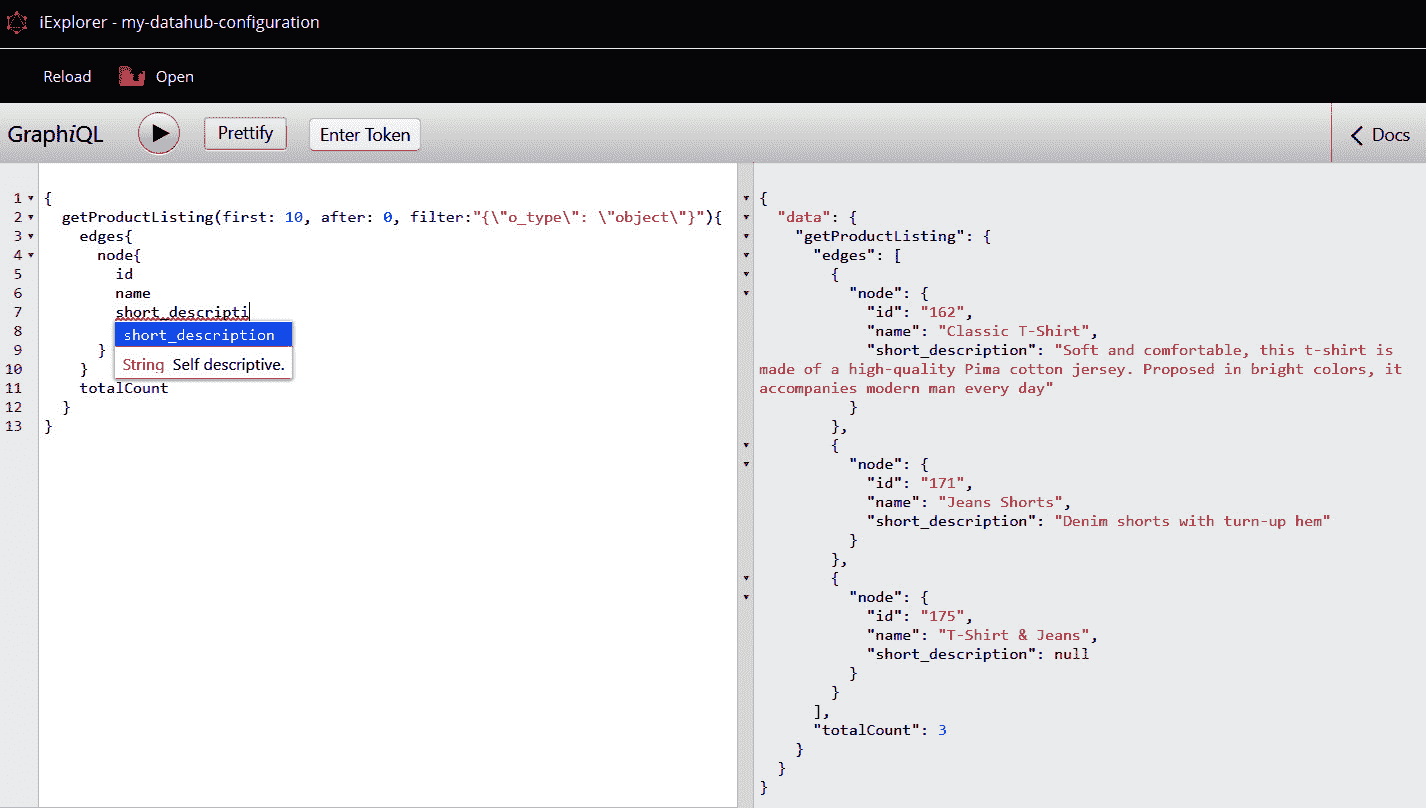 iExplorer - my-datahub-configuration
Reload Open
GraphiQL Prettify Enter Token Docs
1 {
2 getProductListing(first: 10, after: 0, filter:"{\"o_type\": \"object\"}"){
3 edges{
4 node{
5 id
6 name
7 short_descripti
8 short_description
9 } String Self descriptive.
10 }
11 totalCount
12 }
13 }
{
"data": {
"getProductListing": {
"edges": [
{
"node": {
"id": "162",
"name": "Classic T-Shirt",
"short_description": "Soft and comfortable, this t-shirt is
made of a high-quality Pima cotton jersey. Proposed in bright colors, it
accompanies modern man every day"
}
},
{
"node": {
"id": "171",
"name": "Jeans Shorts",
"short_description": "Denim shorts with turn-up hem"
}
},
{
"node": {
"id": "175",
"name": "T-Shirt & Jeans",
"short_description": null
}
}
],
"totalCount": 3
}
}
}